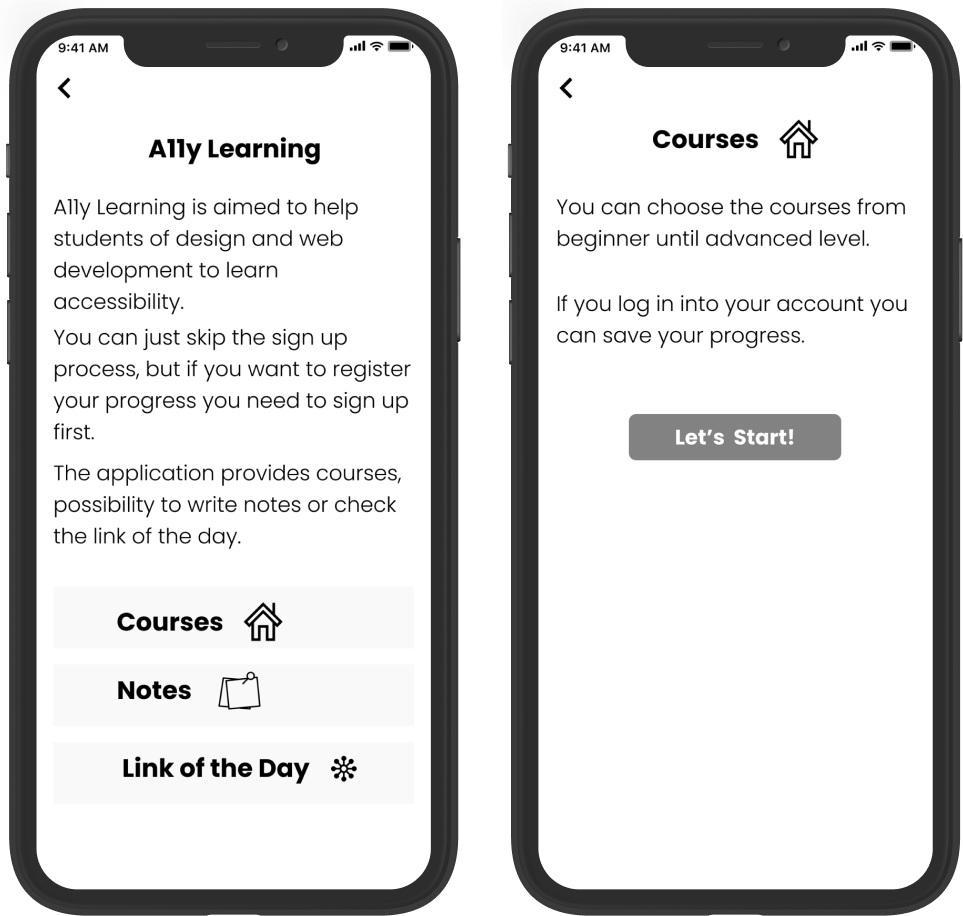 9:41 AM
A11y Learning
A11y Learning is aimed to help
students of design and web
development to learn
accessibility.
You can just skip the sign up
process, but if you want to register
your progress you need to sign up
first.
The application provides courses,
possibility to write notes or check
the link of the day.
Courses
Notes
Link of the Day
9:41 AM
Courses
You can choose the courses from
beginner until advanced level.
If you log in into your account you
can save your progress.
Let's Start!